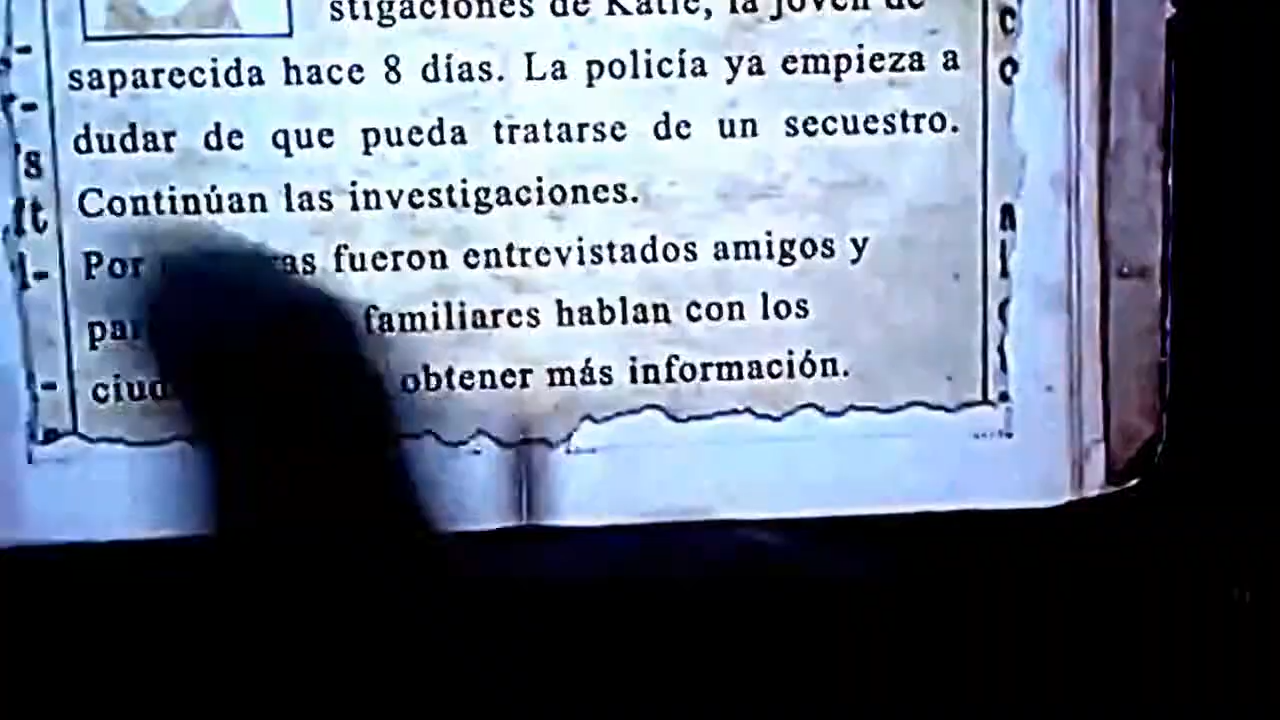 stigaciones de Katie, la joven de
saparecida hace 8 días. La policía ya empieza a
dudar de que pueda tratarse de un secuestro.
Continúan las investigaciones.
Por fueron entrevistados amigos y
familiares hablan con los
obtener más información.